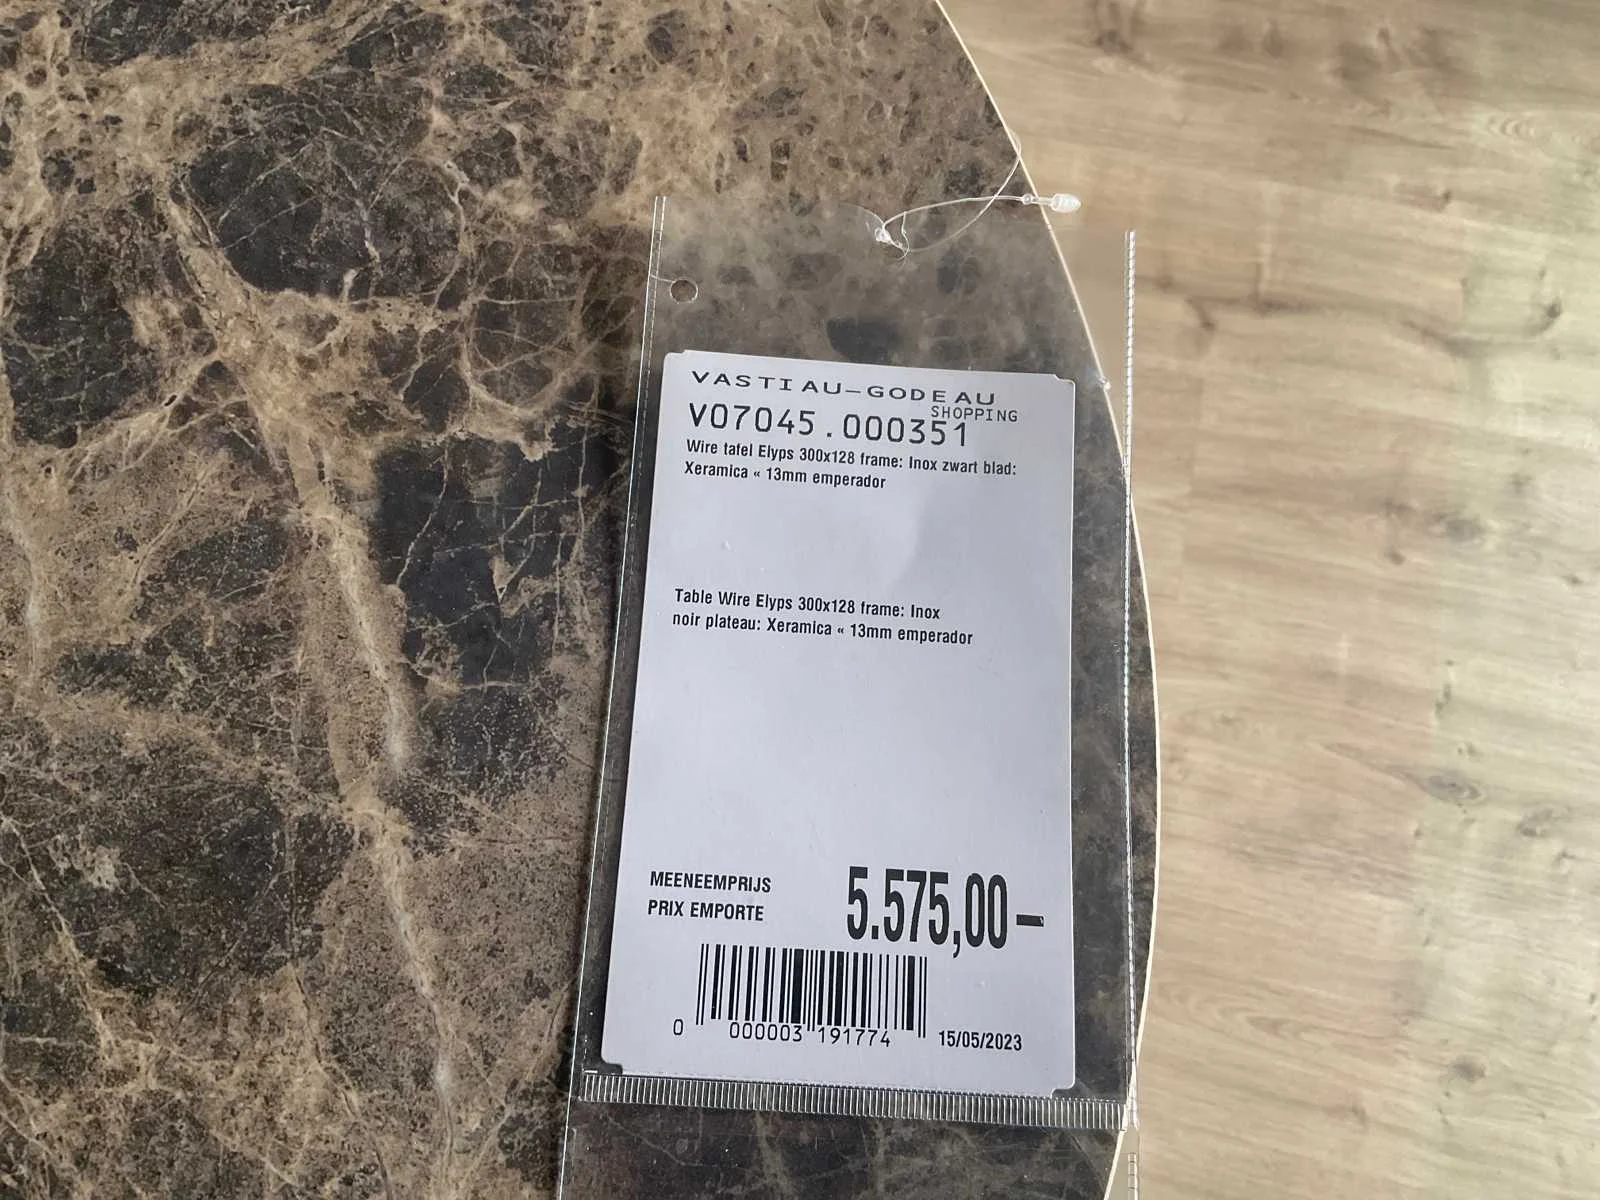 VASTIAU-GODEAU
SHOPPING
V07045.000351
Wire tafel Elyps 300x128 frame: Inox zwart blad:
Xeramica « 13mm emperador
Table Wire Elyps 300x128 frame: Inox
noir plateau: Xeramica « 13mm emperador
MEENEEMPRIJS
PRIX EMPORTE
5.575,00–
0 000003 191774
15/05/2023